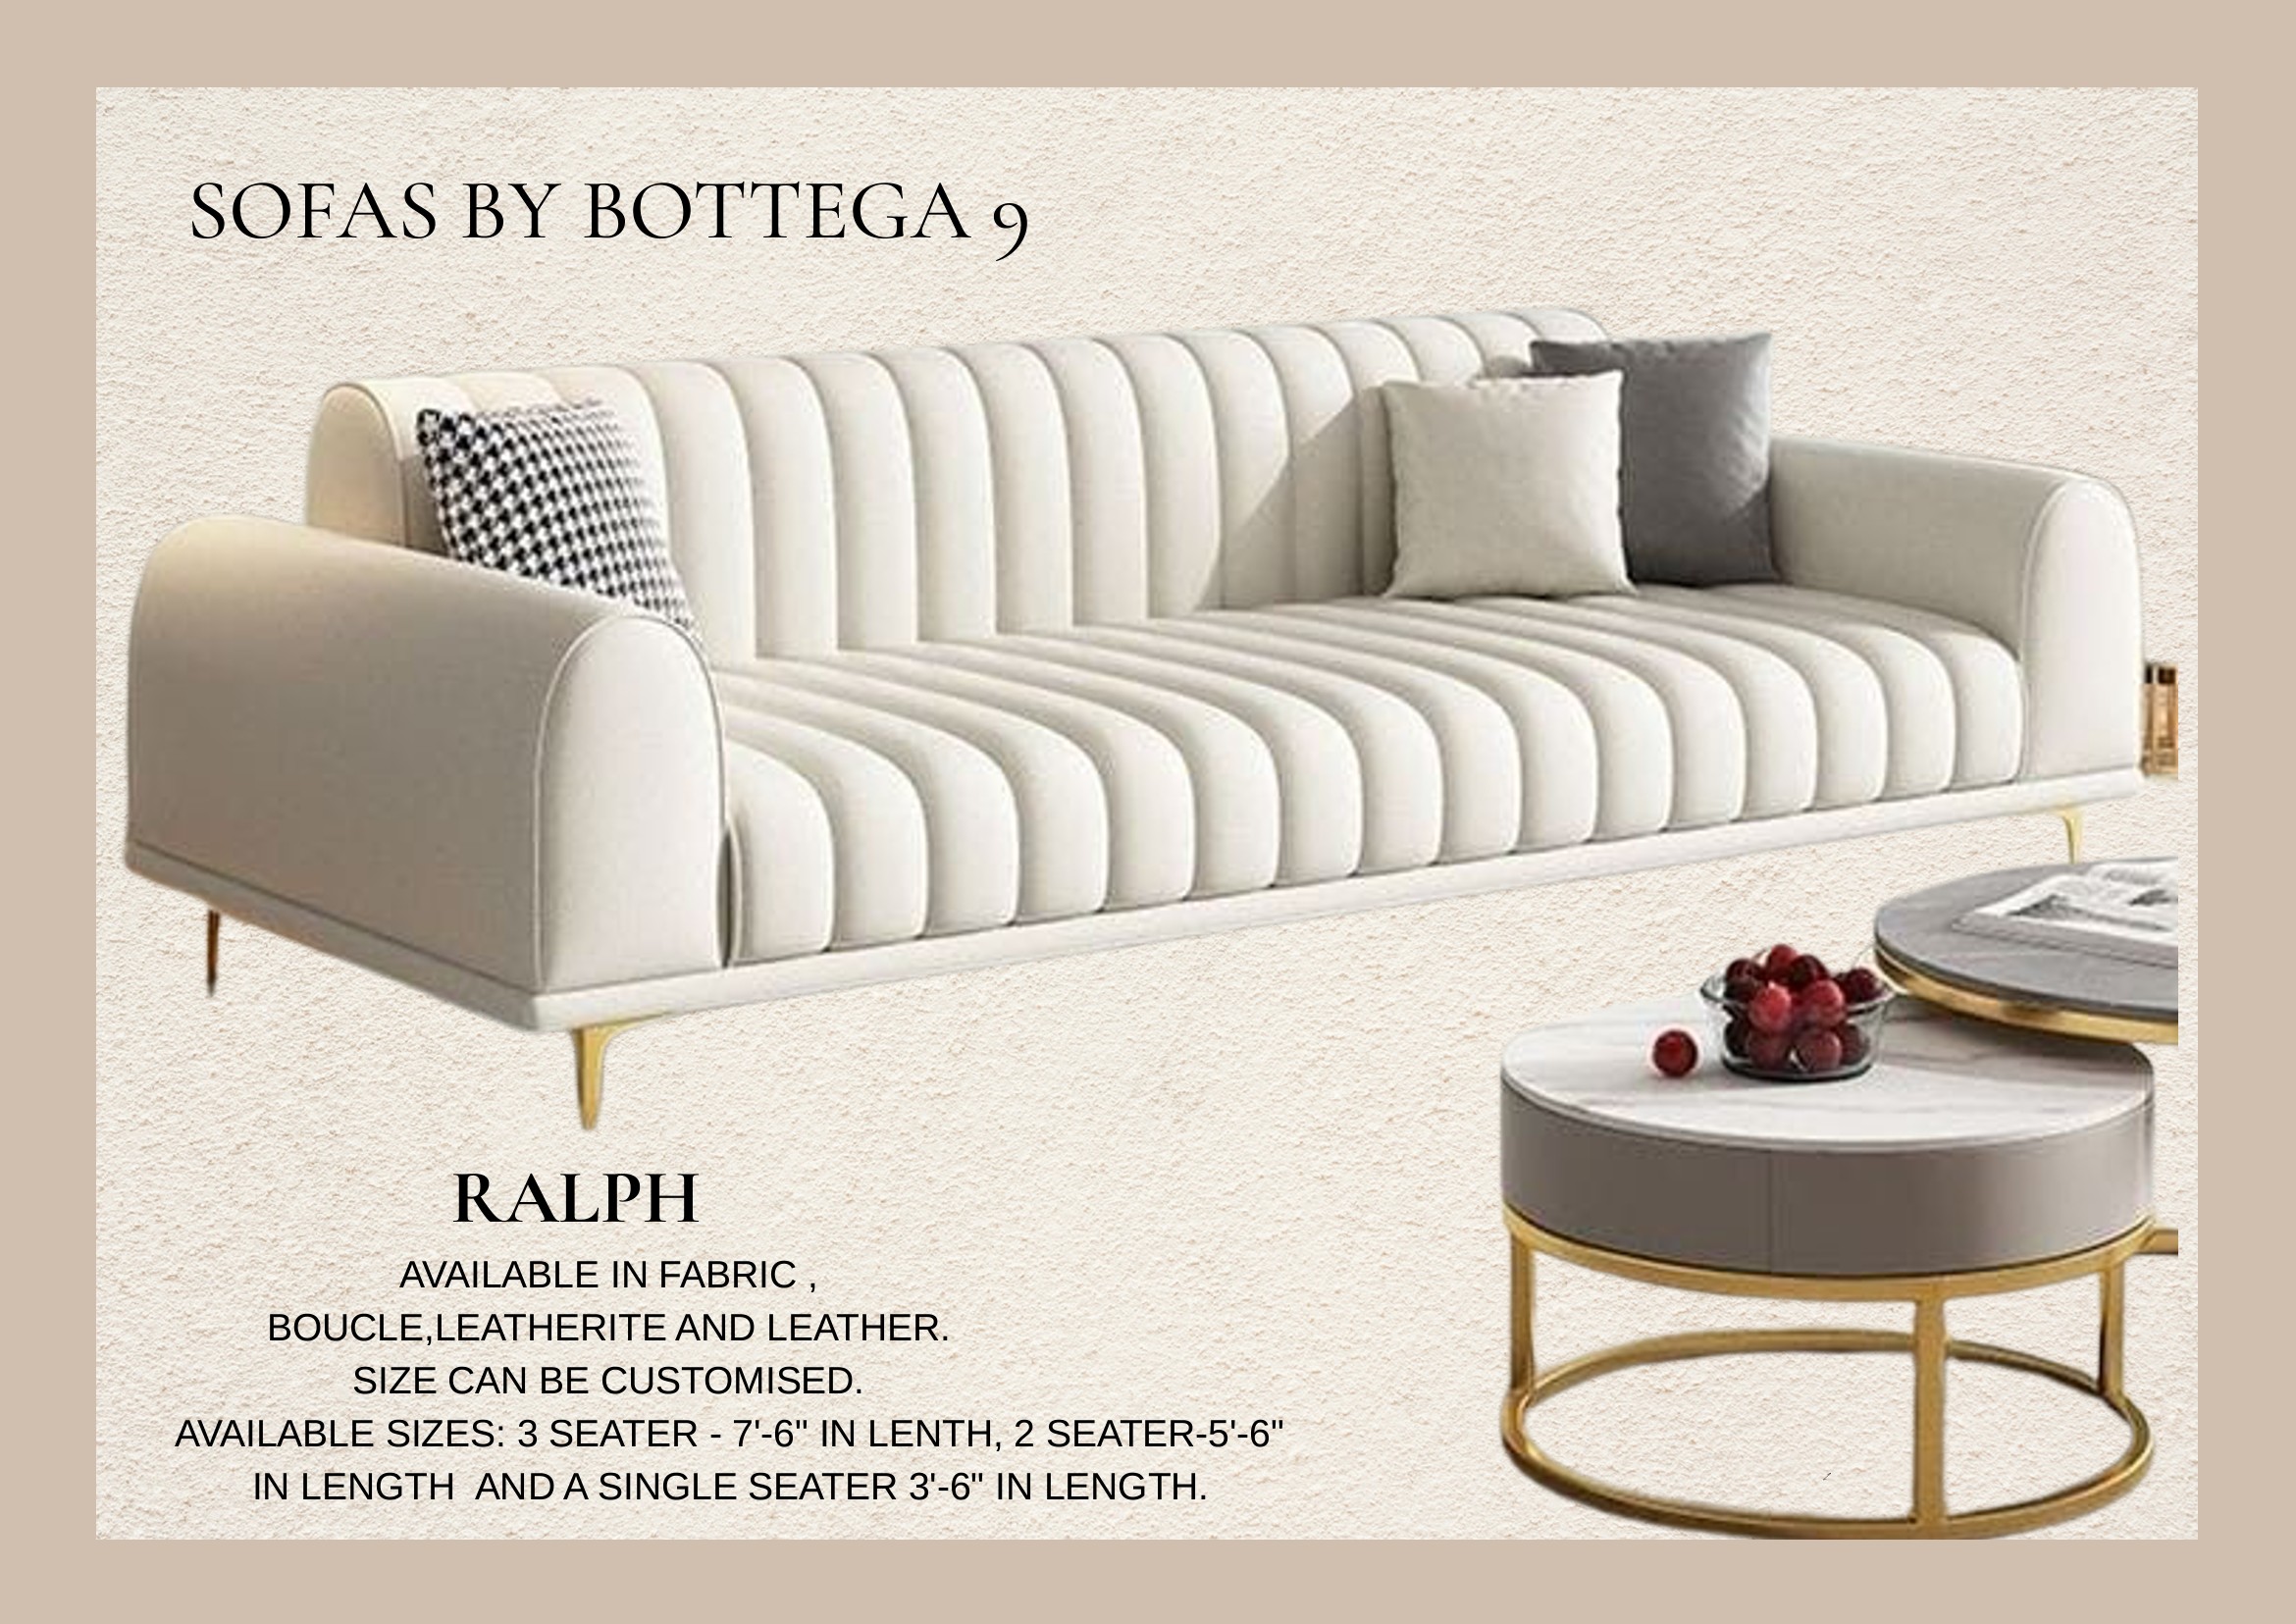 SOFAS BY BOTTEGA 9
RALPH
AVAILABLE IN FABRIC ,
BOUCLE,LEATHERITE AND LEATHER.
SIZE CAN BE CUSTOMISED.
AVAILABLE SIZES: 3 SEATER - 7'-6" IN LENTH, 2 SEATER-5'-6"
IN LENGTH  AND A SINGLE SEATER 3'-6" IN LENGTH.